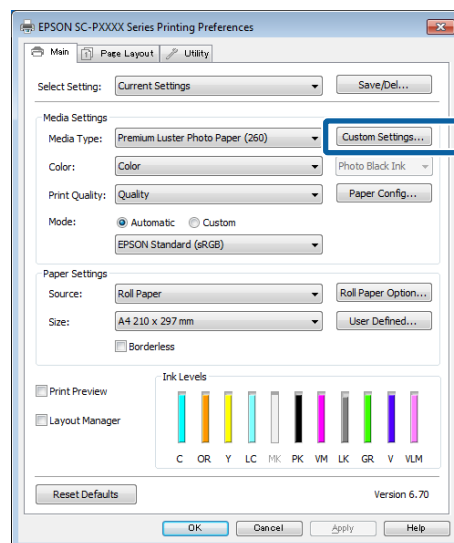 EPSON SC-PXXXX Series Printing Preferences
Main Page Layout Utility
Select Setting: Current Settings Save/Del...
Media Settings
Media Type: Premium Luster Photo Paper (260) Custom Settings...
Color: Color Photo Black Ink
Print Quality: Quality Paper Config...
Mode: Automatic Custom
EPSON Standard (sRGB)
Paper Settings
Source: Roll Paper Roll Paper Option...
Size: A4 210 x 297 mm User Defined...
Borderless
Ink Levels
Print Preview
Layout Manager
C OR Y LC MK PK VM LK GR V VLM
Reset Defaults Version 6.70
OK Cancel Apply Help